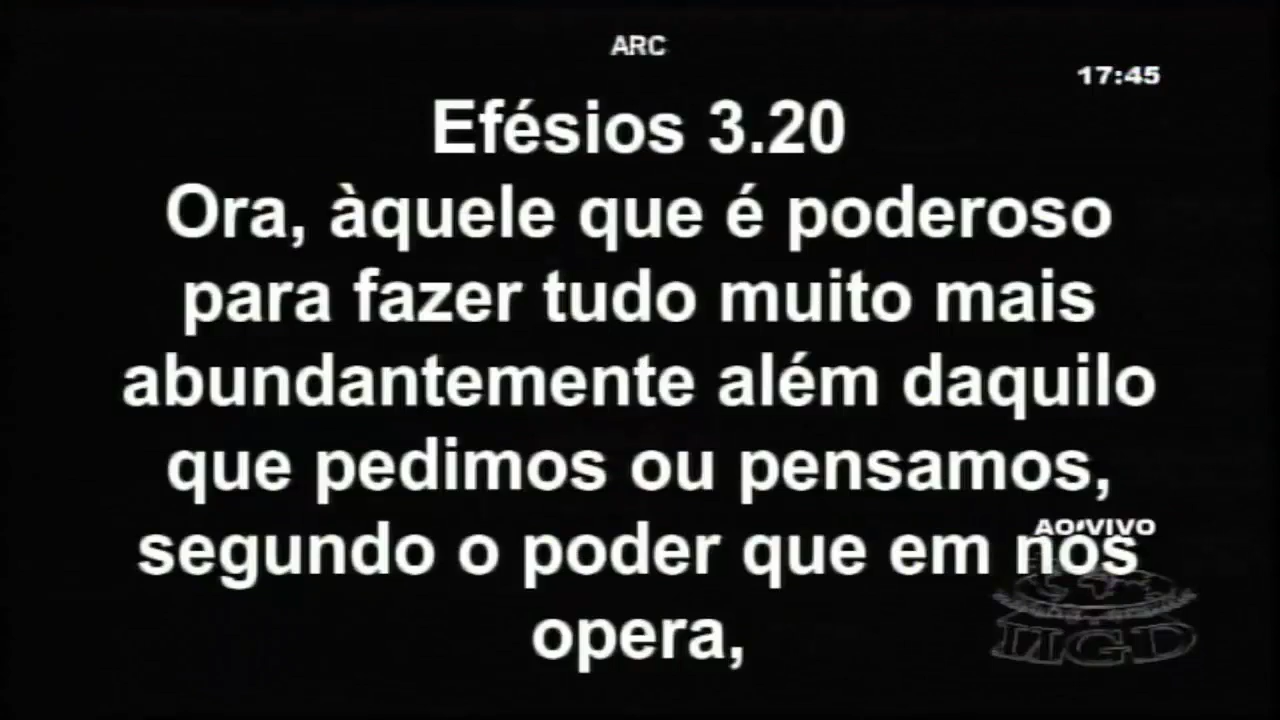 ARC
17:45
Efésios 3.20
Ora, àquele que é poderoso
para fazer tudo muito mais
abundantemente além daquilo
que pedimos ou pensamos,
AO VIVO
segundo o poder que em nós
opera,
IIGD